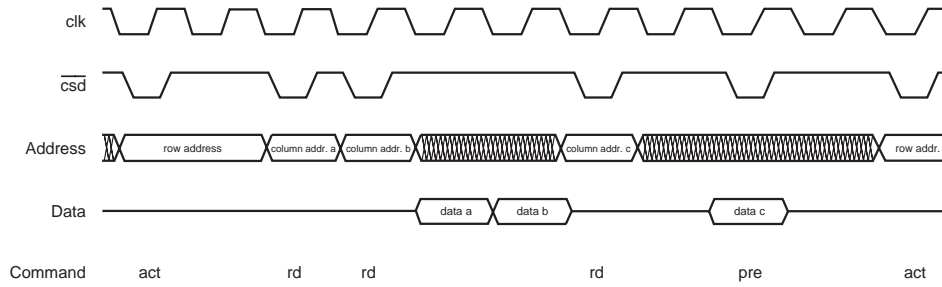 clk
csd
Address row address column addr. a column addr. b column addr. c row addr.
Data data a data b data c
Command act rd rd rd pre act